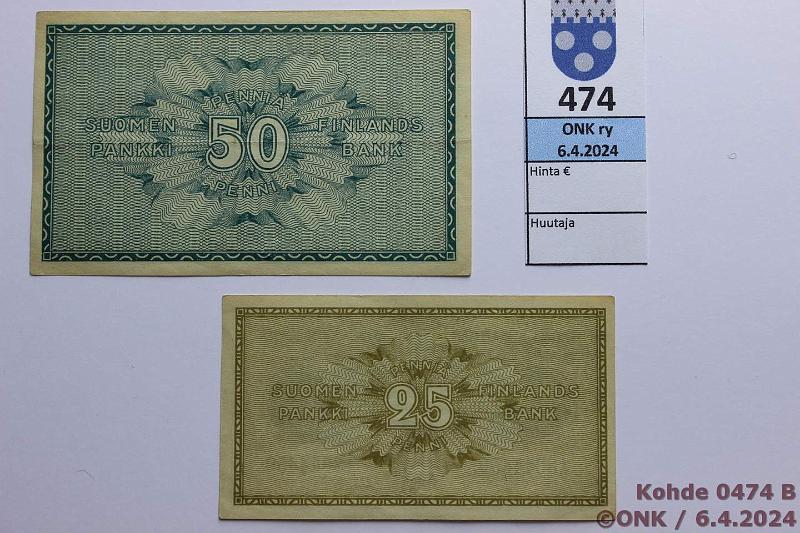 PENNIÄ
SUOMEN 50 FINLANDS
PANKKI BANK
PENNI
474
ONK ry
6.4.2024
Hinta €
Huutaja
PENNIÄ
SUOMEN FINLANDS
PANKKI 25 BANK
PENNI
Kohde 0474 B
©ONK / 6.4.2024